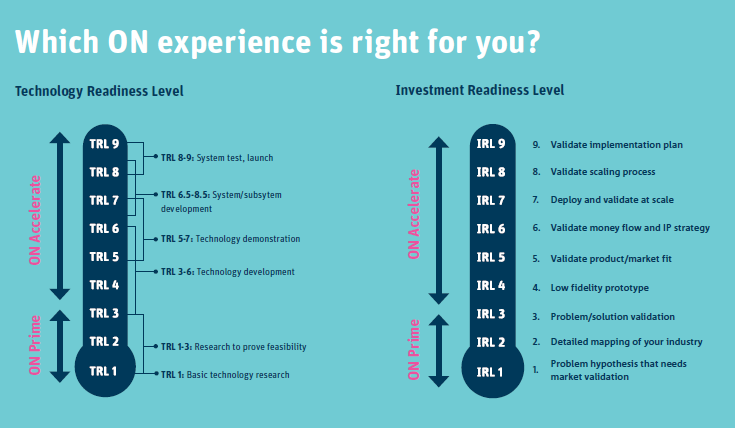 Which ON experience is right for you?
Technology Readiness Level
ON Accelerate
ON Prime
TRL 9
TRL 8
TRL 7
TRL 6
TRL 5
TRL 4
TRL 3
TRL 2
TRL 1
TRL 8-9: System test, launch
TRL 6.5-8.5: System/subsytem
development
TRL 5-7: Technology demonstration
TRL 3-6: Technology development
TRL 1-3: Research to prove feasibility
TRL 1: Basic technology research
Investment Readiness Level
ON Accelerate
ON Prime
IRL 9
IRL 8
IRL 7
IRL 6
IRL 5
IRL 4
IRL 3
IRL 2
IRL 1
9. Validate implementation plan
8. Validate scaling process
7. Deploy and validate at scale
6. Validate money flow and IP strategy
5. Validate product/market fit
4. Low fidelity prototype
3. Problem/solution validation
2. Detailed mapping of your industry
1. Problem hypothesis that needs
market validation